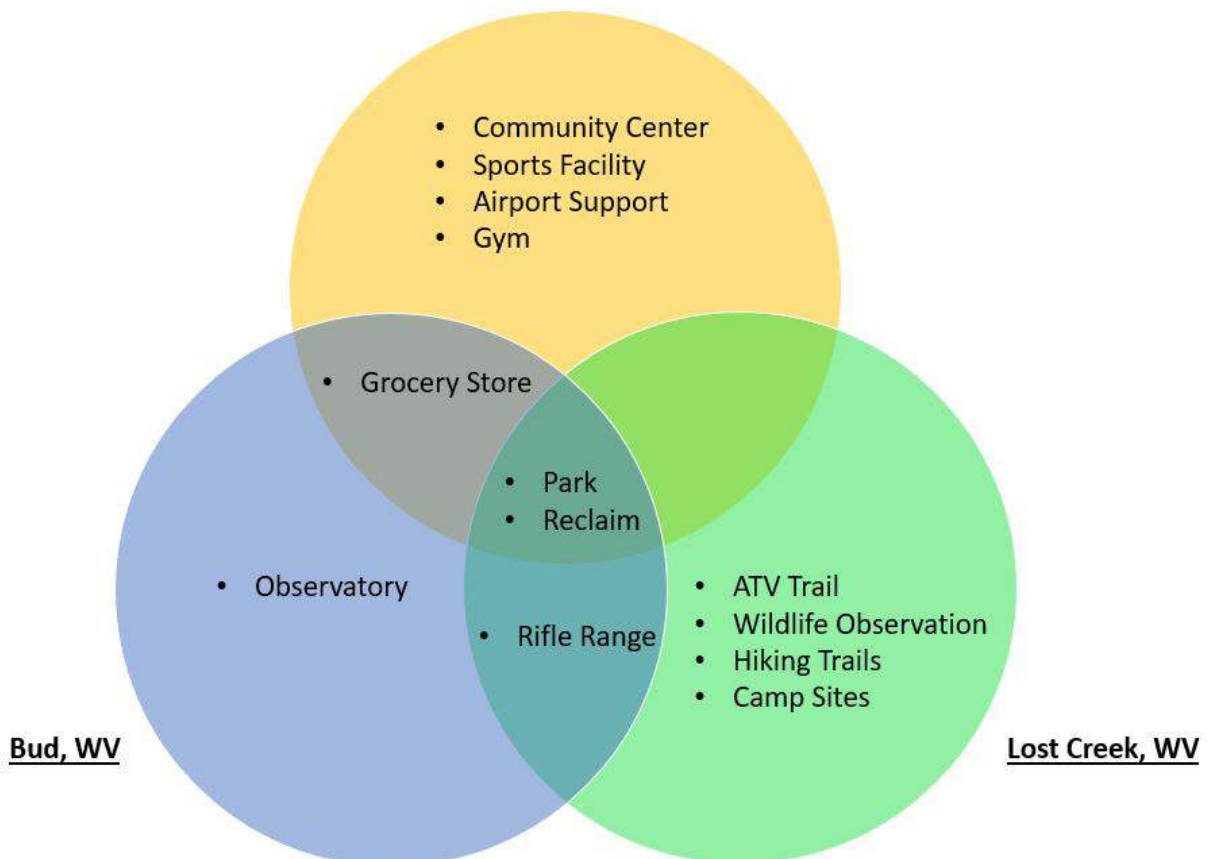 • Community Center
• Sports Facility
• Airport Support
• Gym
• Grocery Store
• Park
• Reclaim
• Observatory
• Rifle Range
• ATV Trail
• Wildlife Observation
• Hiking Trails
• Camp Sites
Bud, WV
Lost Creek, WV